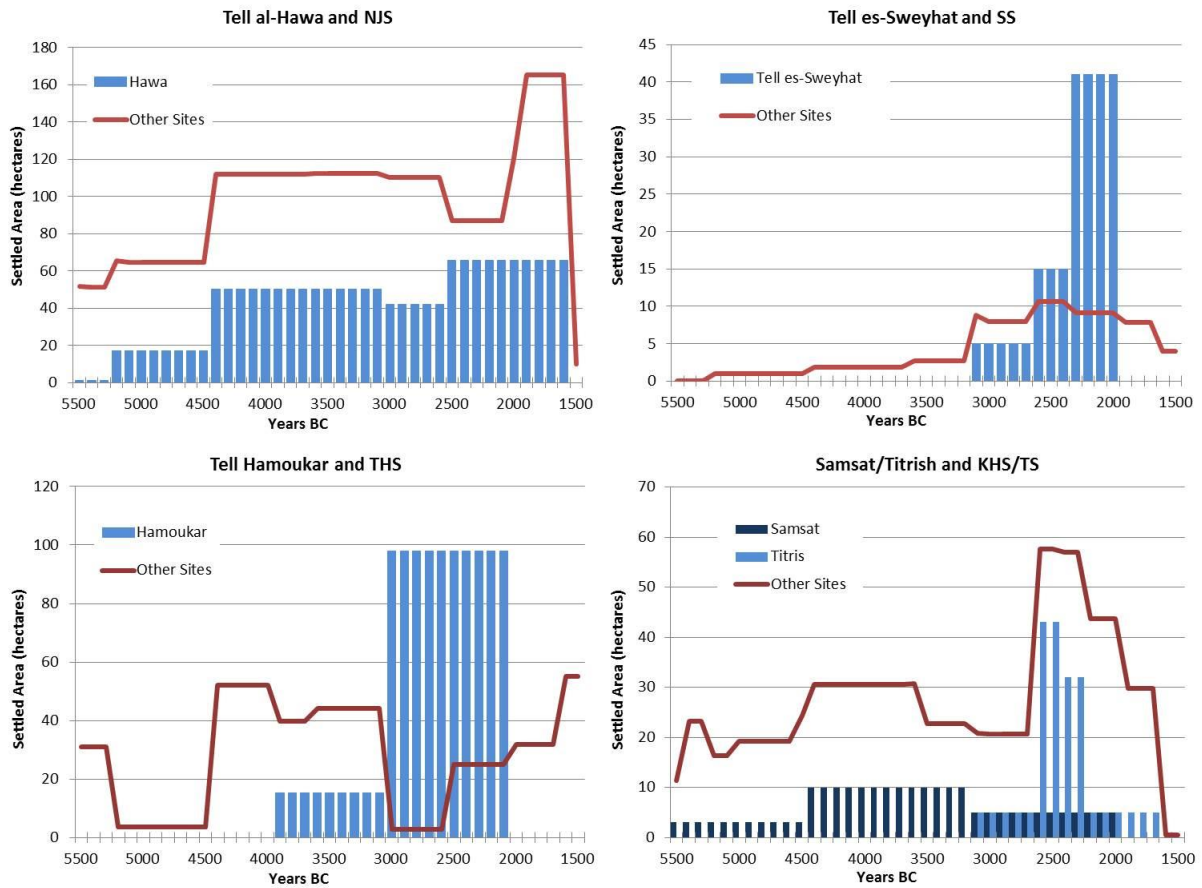 Tell al-Hawa and NJS
Settled Area (hectares)
180
160
140
120
100
80
60
40
20
0
Hawa
Other Sites
5500 5000 4500 4000 3500 3000 2500 2000 1500
Years BC
Tell es-Sweyhat and SS
Settled Area (hectares)
45
40
35
30
25
20
15
10
5
0
Tell es-Sweyhat
Other Sites
5500 5000 4500 4000 3500 3000 2500 2000 1500
Years BC
Tell Hamoukar and THS
Settled Area (hectares)
120
100
80
60
40
20
0
Hamoukar
Other Sites
5500 5000 4500 4000 3500 3000 2500 2000 1500
Years BC
Samsat/Titrish and KHS/TS
Settled Area (hectares)
70
60
50
40
30
20
10
0
Samsat
Titris
Other Sites
5500 5000 4500 4000 3500 3000 2500 2000 1500
Years BC